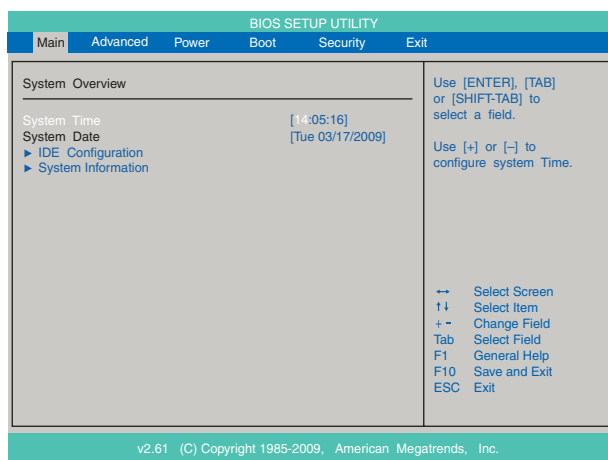 BIOS SETUP UTILITY
Main Advanced Power Boot Security Exit
System Overview
System Time [14:05:16]
System Date [Tue 03/17/2009]
► IDE Configuration
► System Information
Use [ENTER], [TAB]
or [SHIFT-TAB] to
select a field.
Use [+] or [–] to
configure system Time.
↔ Select Screen
↑↓ Select Item
+ - Change Field
Tab Select Field
F1 General Help
F10 Save and Exit
ESC Exit
v2.61 (C) Copyright 1985-2009, American Megatrends, Inc.